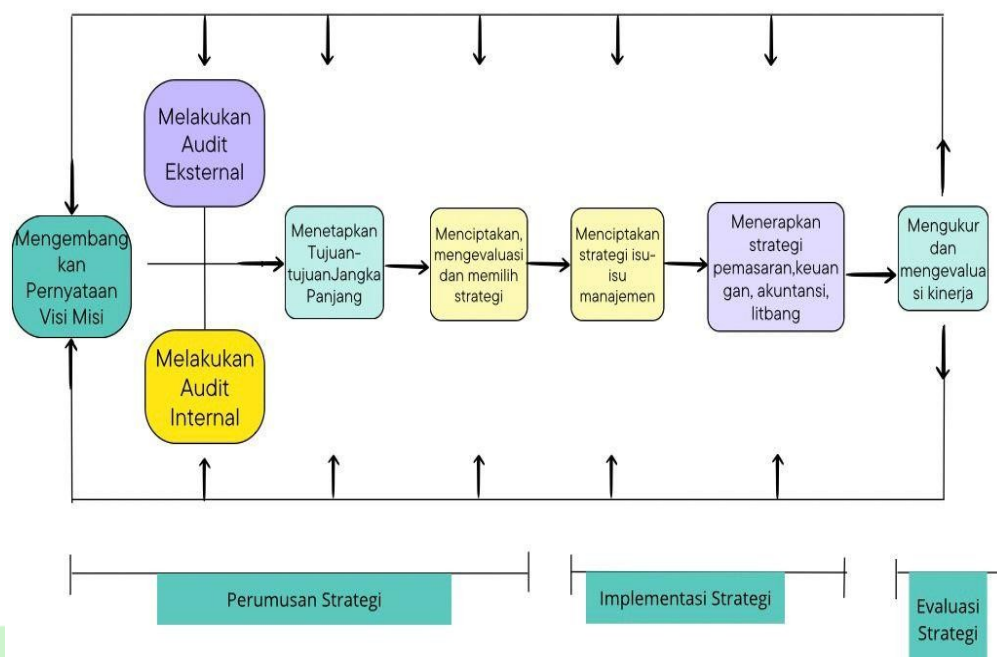 Melakukan
Audit
Eksternal
Mengembang
kan
Pernyataan
Visi Misi
Melakukan
Audit
Internal
Menetapkan
Tujuan-
tujuanJangka
Panjang
Menciptakan,
mengevaluasi
dan memilih
strategi
Menciptakan
strategi isu-
isu
manajemen
Menerapkan
strategi
pemasaran,keuan
gan, akuntansi,
litbang
Mengukur
dan
mengevalua
si kinerja
Perumusan Strategi
Implementasi Strategi
Evaluasi
Strategi